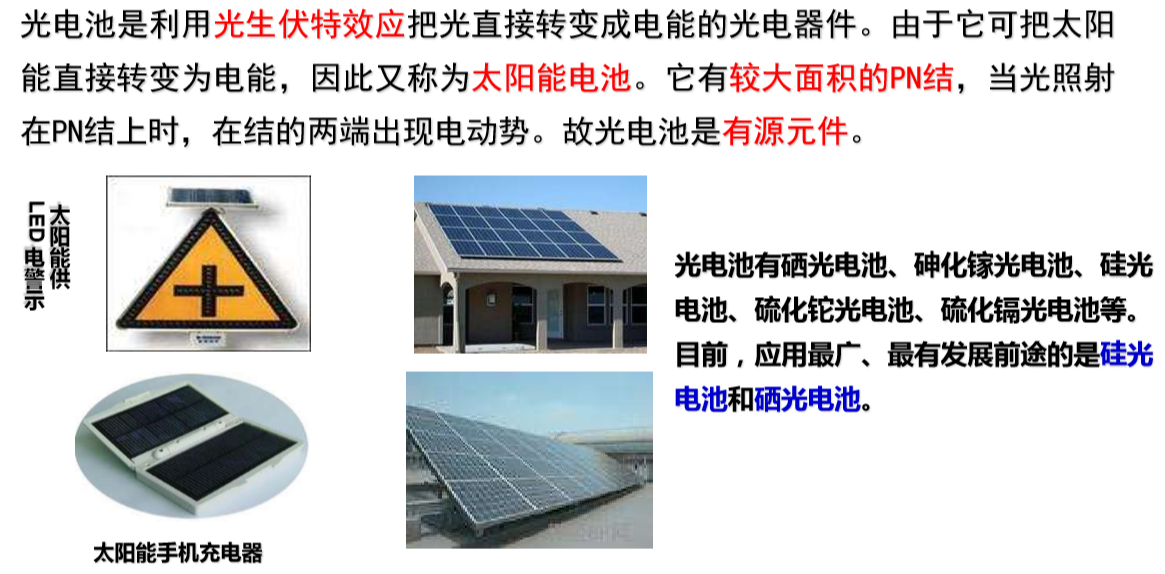 光电池是利用光生伏特效应把光直接转变成电能的光电器件。由于它可把太阳
能直接转变为电能，因此又称为太阳能电池。它有较大面积的PN结，当光照射
在PN结上时，在结的两端出现电动势。故光电池是有源元件。
太阳能供
LED电警示
光电池有硒光电池、砷化镓光电池、硅光
电池、硫化铊光电池、硫化镉光电池等。
目前，应用最广、最有发展前途的是硅光
电池和硒光电池。
太阳能手机充电器